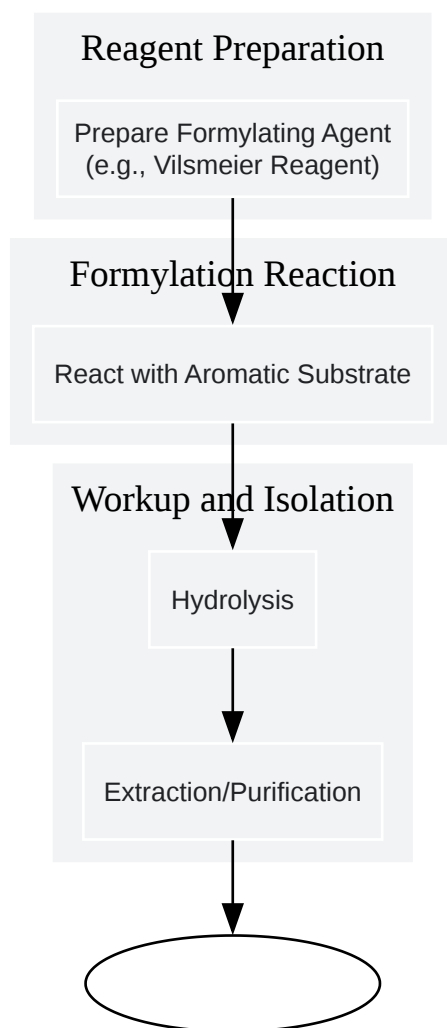 Reagent Preparation
Prepare Formylating Agent
(e.g., Vilsmeier Reagent)
Formylation Reaction
React with Aromatic Substrate
Workup and Isolation
Hydrolysis
Extraction/Purification